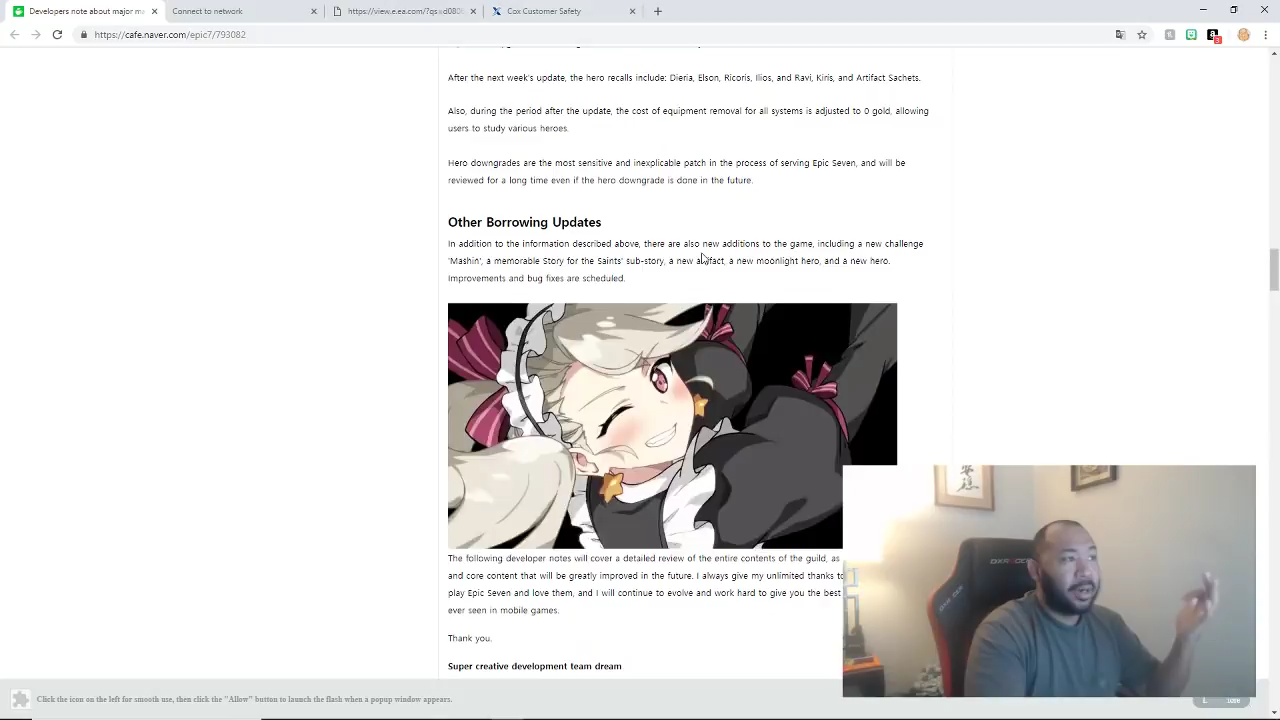 Developers note about major m
Connect to network
https://view.e.ea.com/?qs=
Cox Customer Safety
https://cafe.naver.com/epic7/793082
After the next week's update, the hero recalls include: Dieria, Elson, Ricoris, Ilios, and Ravi, Kiris, and Artifact Sachets.
Also, during the period after the update, the cost of equipment removal for all systems is adjusted to 0 gold, allowing
users to study various heroes.
Hero downgrades are the most sensitive and inexplicable patch in the process of serving Epic Seven, and will be
reviewed for a long time even if the hero downgrade is done in the future.
Other Borrowing Updates
In addition to the information described above, there are also new additions to the game, including a new challenge
'Mashin', a memorable Story for the Saints' sub-story, a new artifact, a new moonlight hero, and a new hero.
Improvements and bug fixes are scheduled.
The following developer notes will cover a detailed review of the entire contents of the guild, as
and core content that will be greatly improved in the future. I always give my unlimited thanks to
play Epic Seven and love them, and I will continue to evolve and work hard to give you the best
ever seen in mobile games.
Thank you.
Super creative development team dream
Click the icon on the left for smooth use, then click the "Allow" button to launch the flash when a popup window appears.